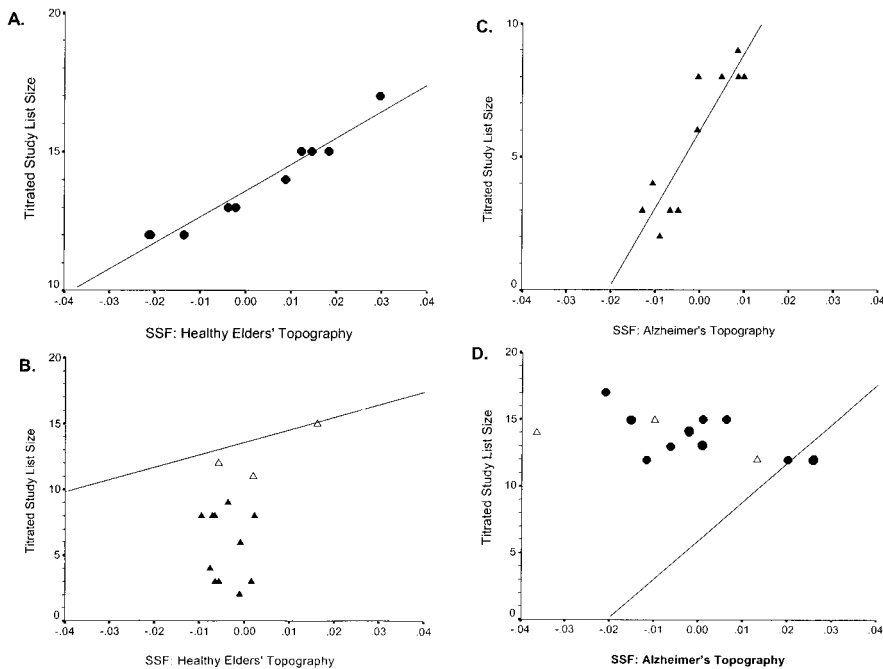 A.
20
15
10
Titrated Study List Size
-.04 -.03 -.02 -.01 0.00 .01 .02 .03 .04
SSF: Healthy Elders' Topography
C.
10
5
0
Titrated Study List Size
-.04 -.03 -.02 -.01 0.00 .01 .02 .03 .04
SSF: Alzheimer's Topography
B.
20
15
10
5
0
Titrated Study List Size
-.04 -.03 -.02 -.01 0.00 .01 .02 .03 .04
SSF: Healthy Elders' Topography
D.
20
15
10
5
0
Titrated Study List Size
-.04 -.03 -.02 -.01 0.00 .01 .02 .03 .04
SSF: Alzheimer's Topography